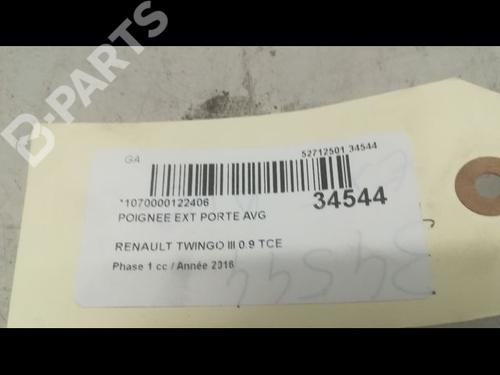 GA
52712501 34544
*1070000122406
34544
POIGNEE EXT PORTE AVG
RENAULT TWINGO III 0.9 TCE
Phase 1 cc / Année 2016
34544
B-PARTS